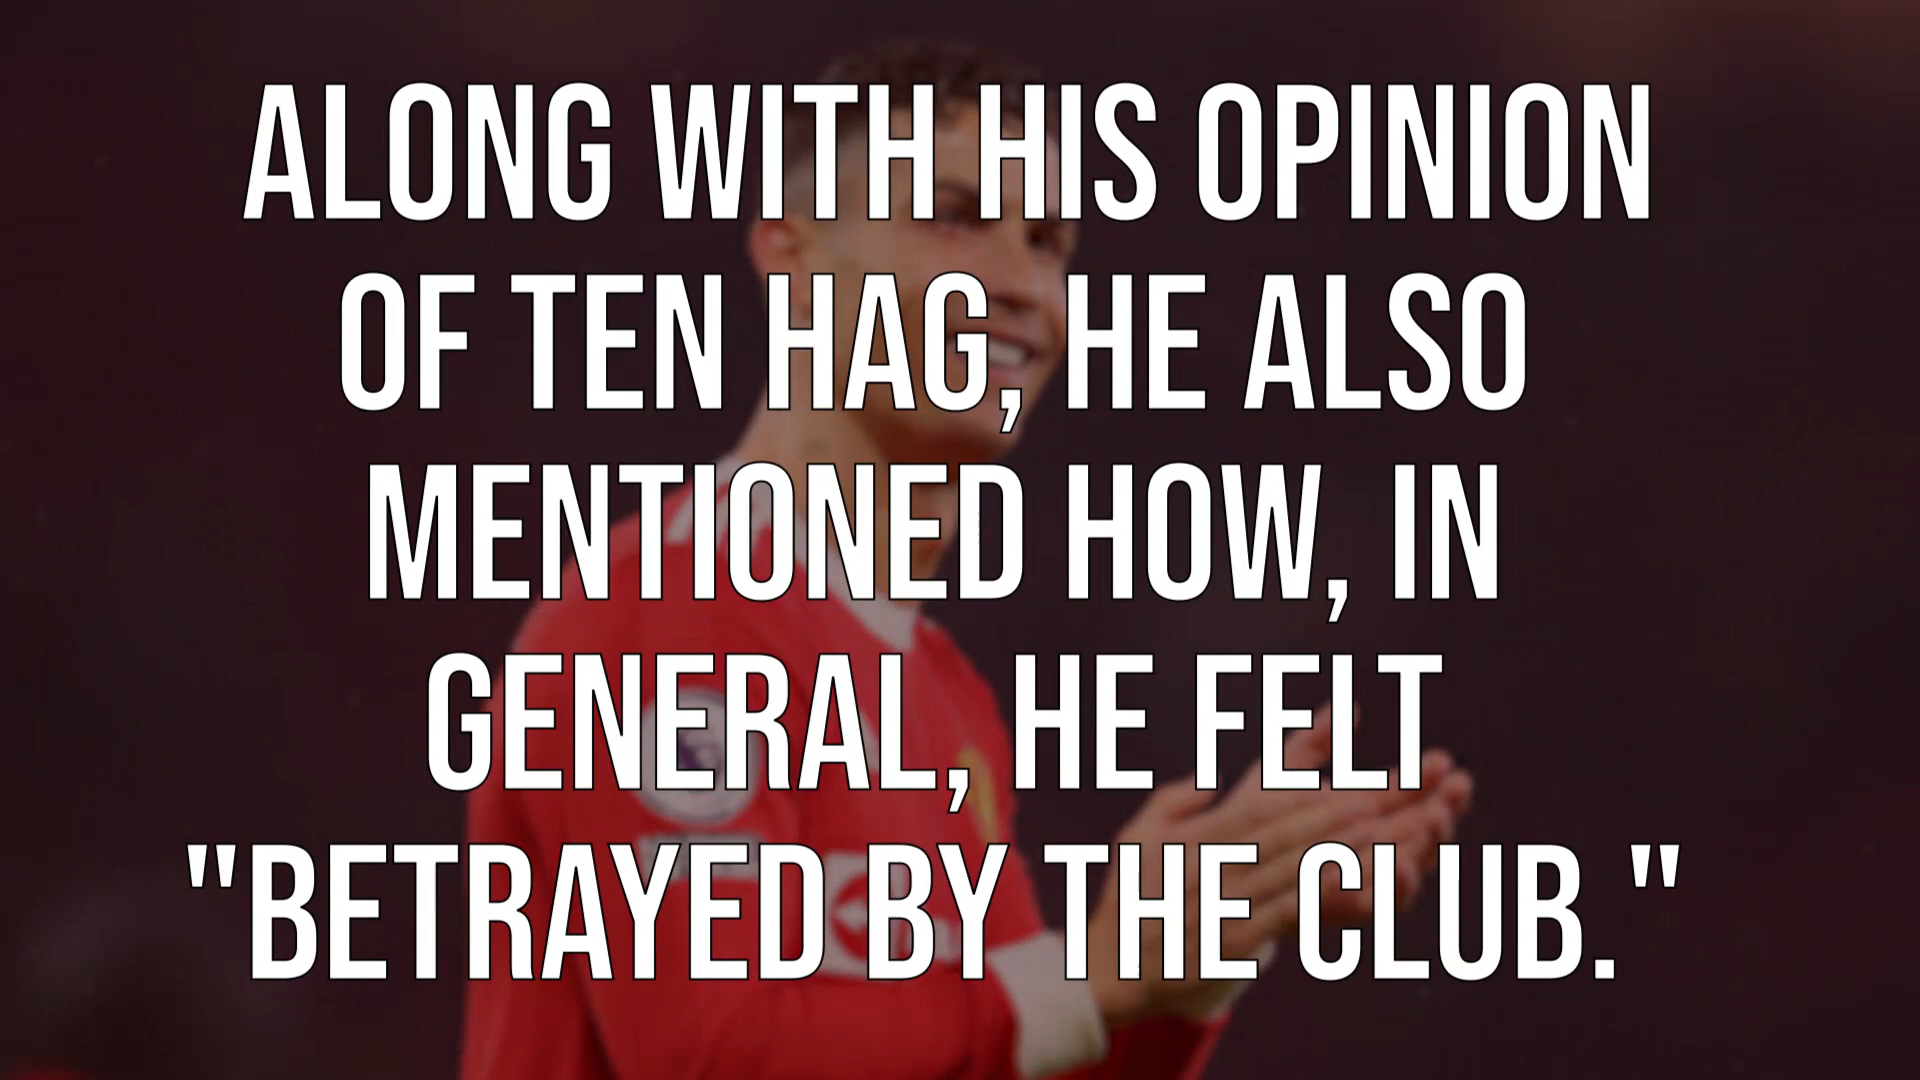 ALONG WITH HIS OPINION
OF TEN HAG, HE ALSO
MENTIONED HOW, IN
GENERAL, HE FELT
"BETRAYED BY THE CLUB."